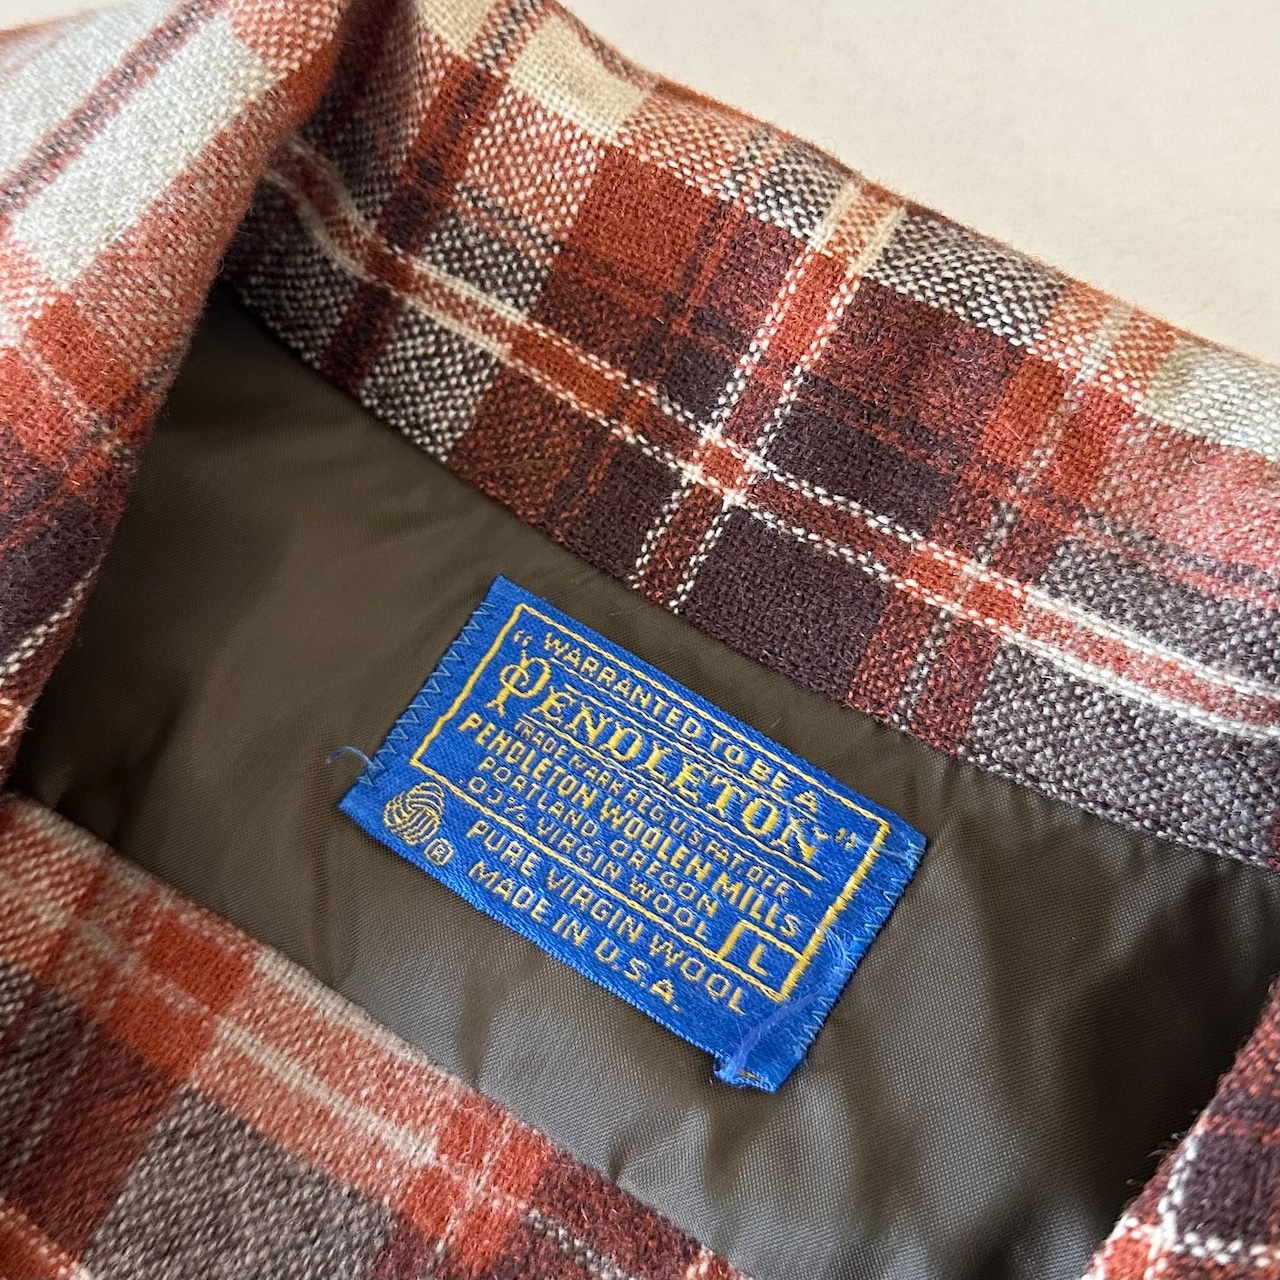 "WARRANTED TO BE A
PENDLETON"
TRADE MARK REG.U.S.PAT.OFF.
PENDLETON WOOLEN MILLS
PORTLAND, OREGON
VIRGIN WOOL
L
PURE VIRGIN WOOL
®
MADE IN U.S.A.